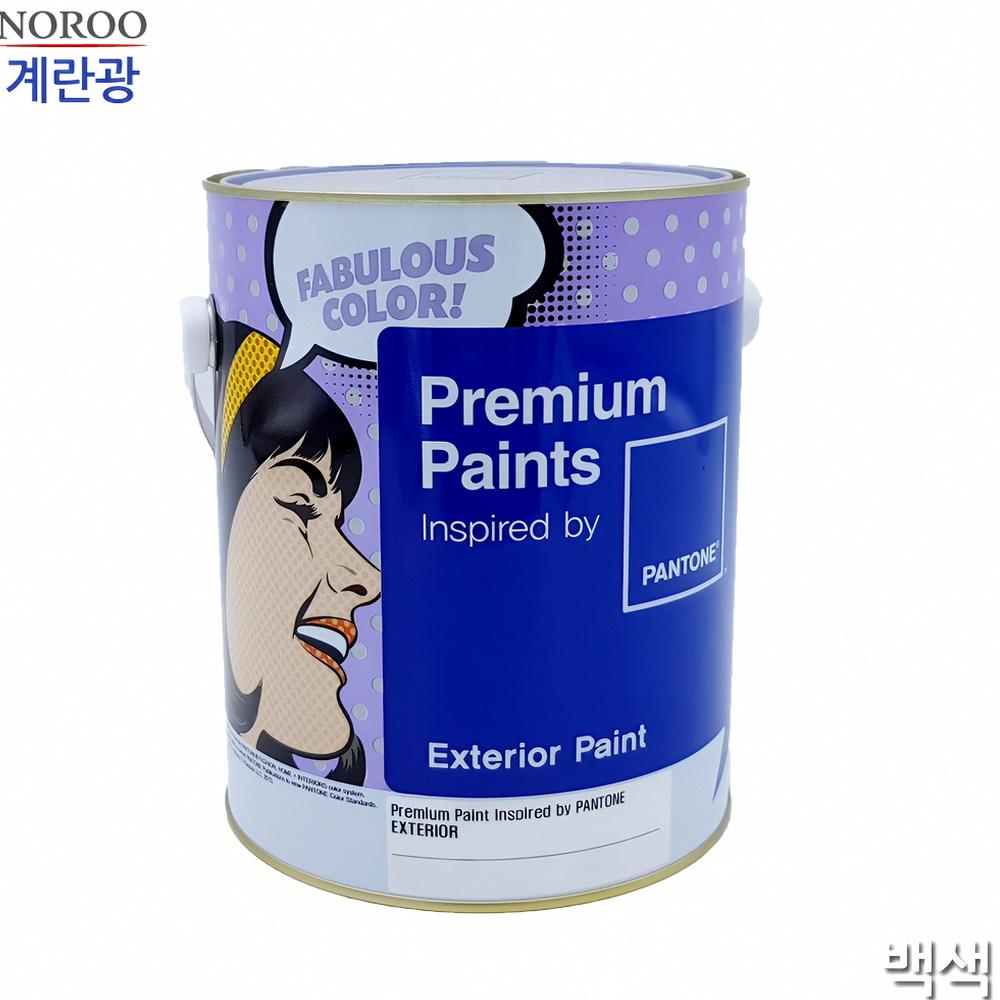 NOROO
계란광
FABULOUS
COLOR!
Premium
Paints
Inspired by
PANTONE®
Exterior Paint
Premium Paint Inspired by PANTONE
EXTERIOR
백색